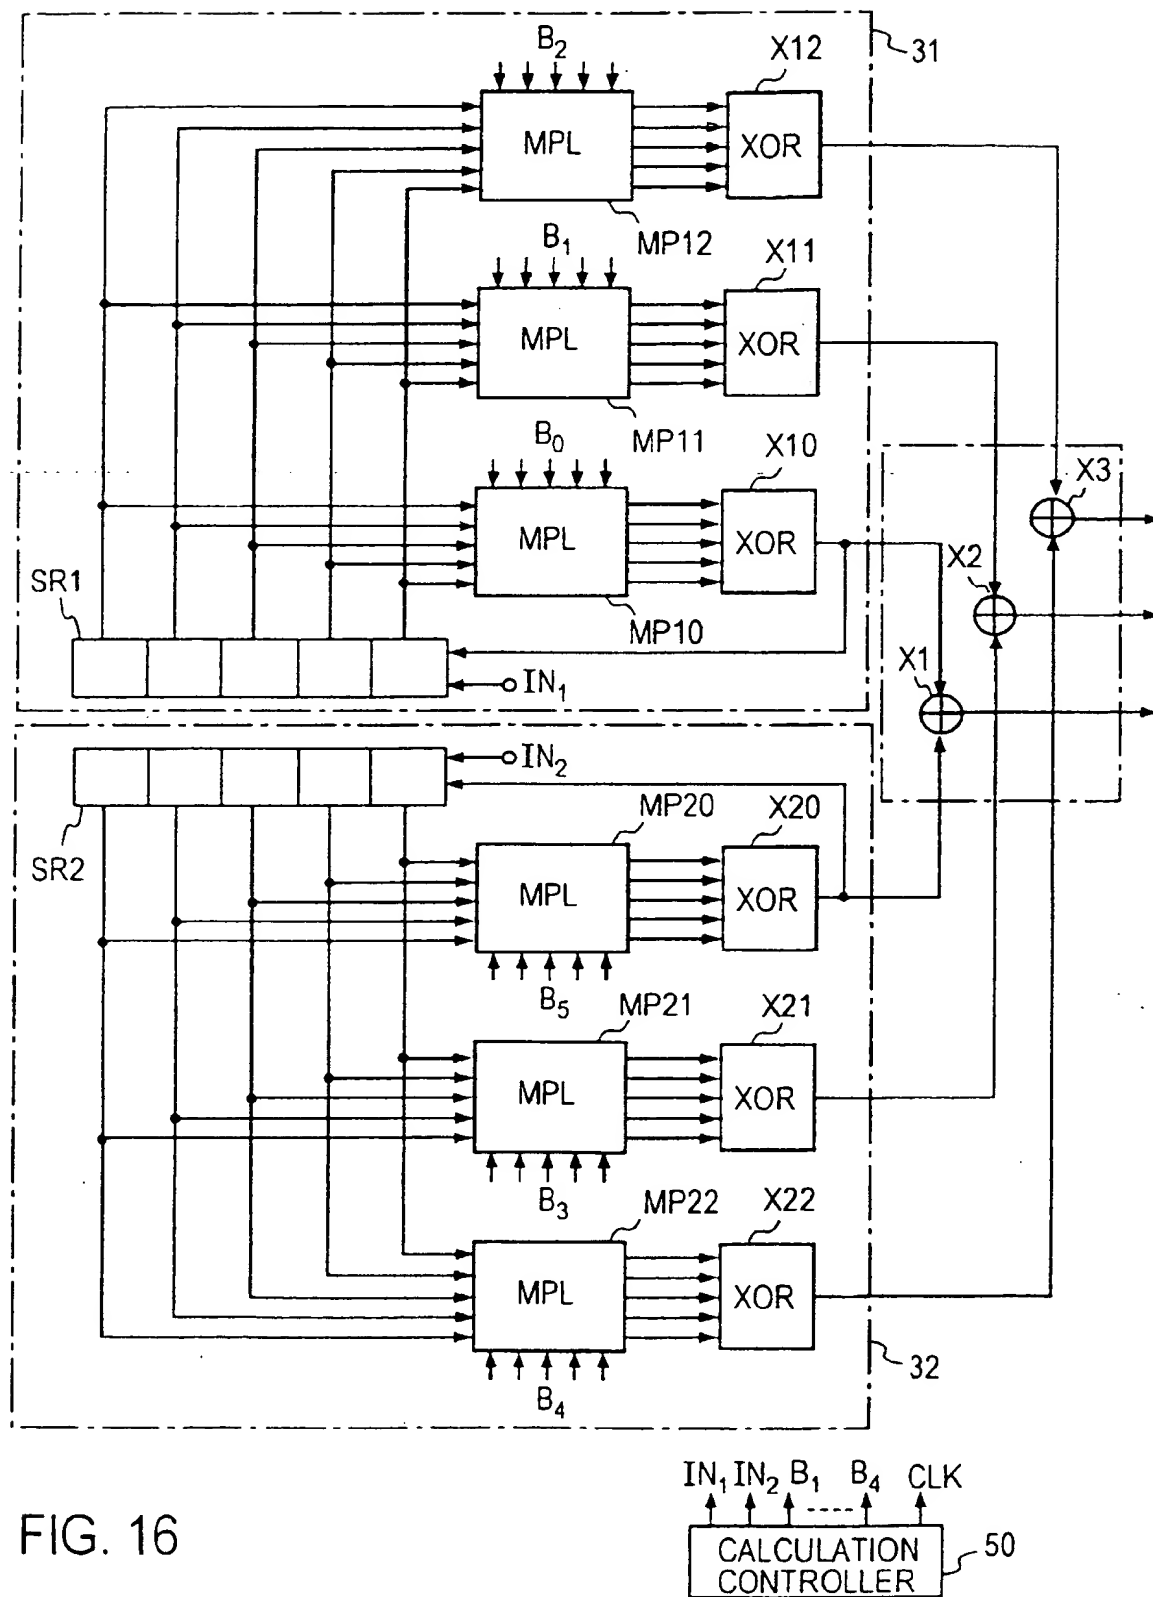 B2
X12
31
MPL
XOR
MP12
B1
X11
MPL
XOR
MP11
B0
X10
X3
MPL
XOR
X2
SR1
MP10
X1
IN1
IN2
MP20
X20
SR2
MPL
XOR
B5
MP21
X21
MPL
XOR
B3
MP22
X22
MPL
XOR
32
B4
IN1 IN2 B1 ---- B4 CLK
FIG. 16
50
CALCULATION
CONTROLLER